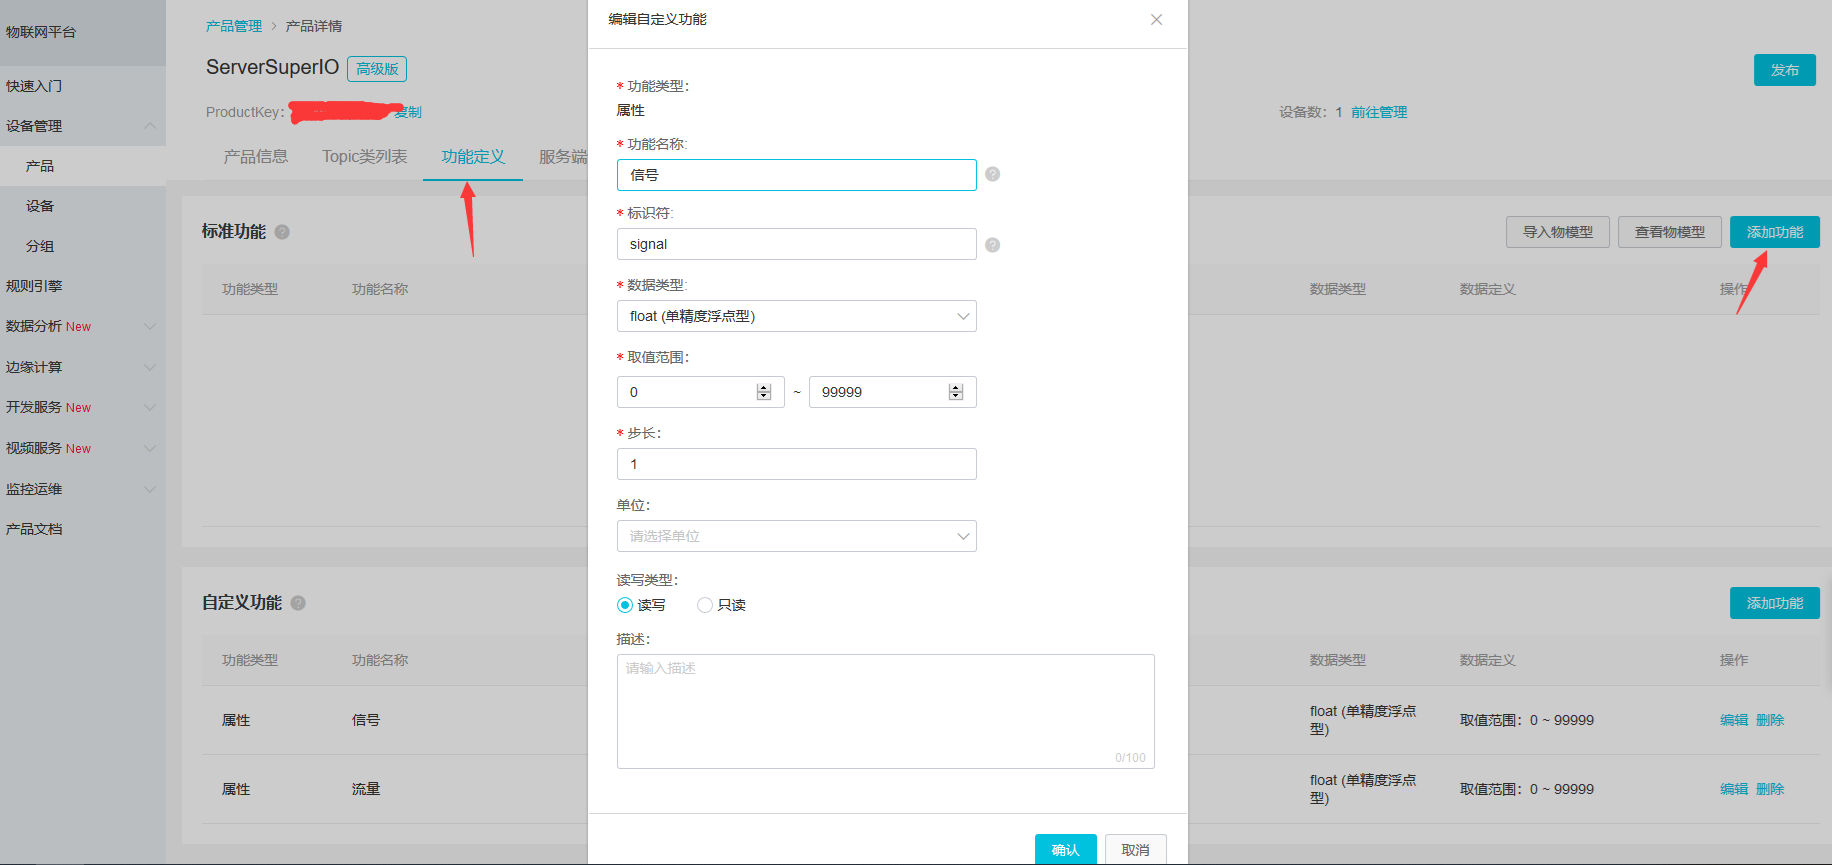 物联网平台
快速入门
设备管理
产品
设备
分组
规则引擎
数据分析 New
边缘计算
开发服务 New
视频服务 New
监控运维
产品文档
产品管理 > 产品详情
ServerSuperIO 高级版
发布
ProductKey: 复制
设备数：1 前往管理
产品信息 Topic类列表 功能定义 服务端
标准功能
导入物模型 查看物模型 添加功能
功能类型 功能名称 数据类型 数据定义 操作
自定义功能
添加功能
功能类型 功能名称 数据类型 数据定义 操作
属性 信号 float (单精度浮点
型) 取值范围：0 ~ 99999 编辑 删除
属性 流量 float (单精度浮点
型) 取值范围：0 ~ 99999 编辑 删除
编辑自定义功能
* 功能类型：
属性
* 功能名称:
信号
* 标识符:
signal
* 数据类型:
float (单精度浮点型)
* 取值范围：
0 ~ 99999
* 步长：
1
单位：
请选择单位
读写类型：
读写 只读
描述：
请输入描述
0/100
确认 取消